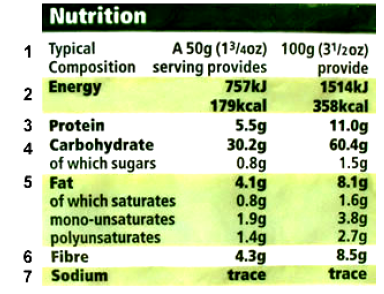 Nutrition
1 Typical A 50g (1³/4oz) 100g (3¹/2oz)
Composition serving provides provide
2 Energy 757kJ 1514kJ
179kcal 358kcal
3 Protein 5.5g 11.0g
4 Carbohydrate 30.2g 60.4g
of which sugars 0.8g 1.5g
5 Fat 4.1g 8.1g
of which saturates 0.8g 1.6g
mono-unsaturates 1.9g 3.8g
polyunsaturates 1.4g 2.7g
6 Fibre 4.3g 8.5g
7 Sodium trace trace